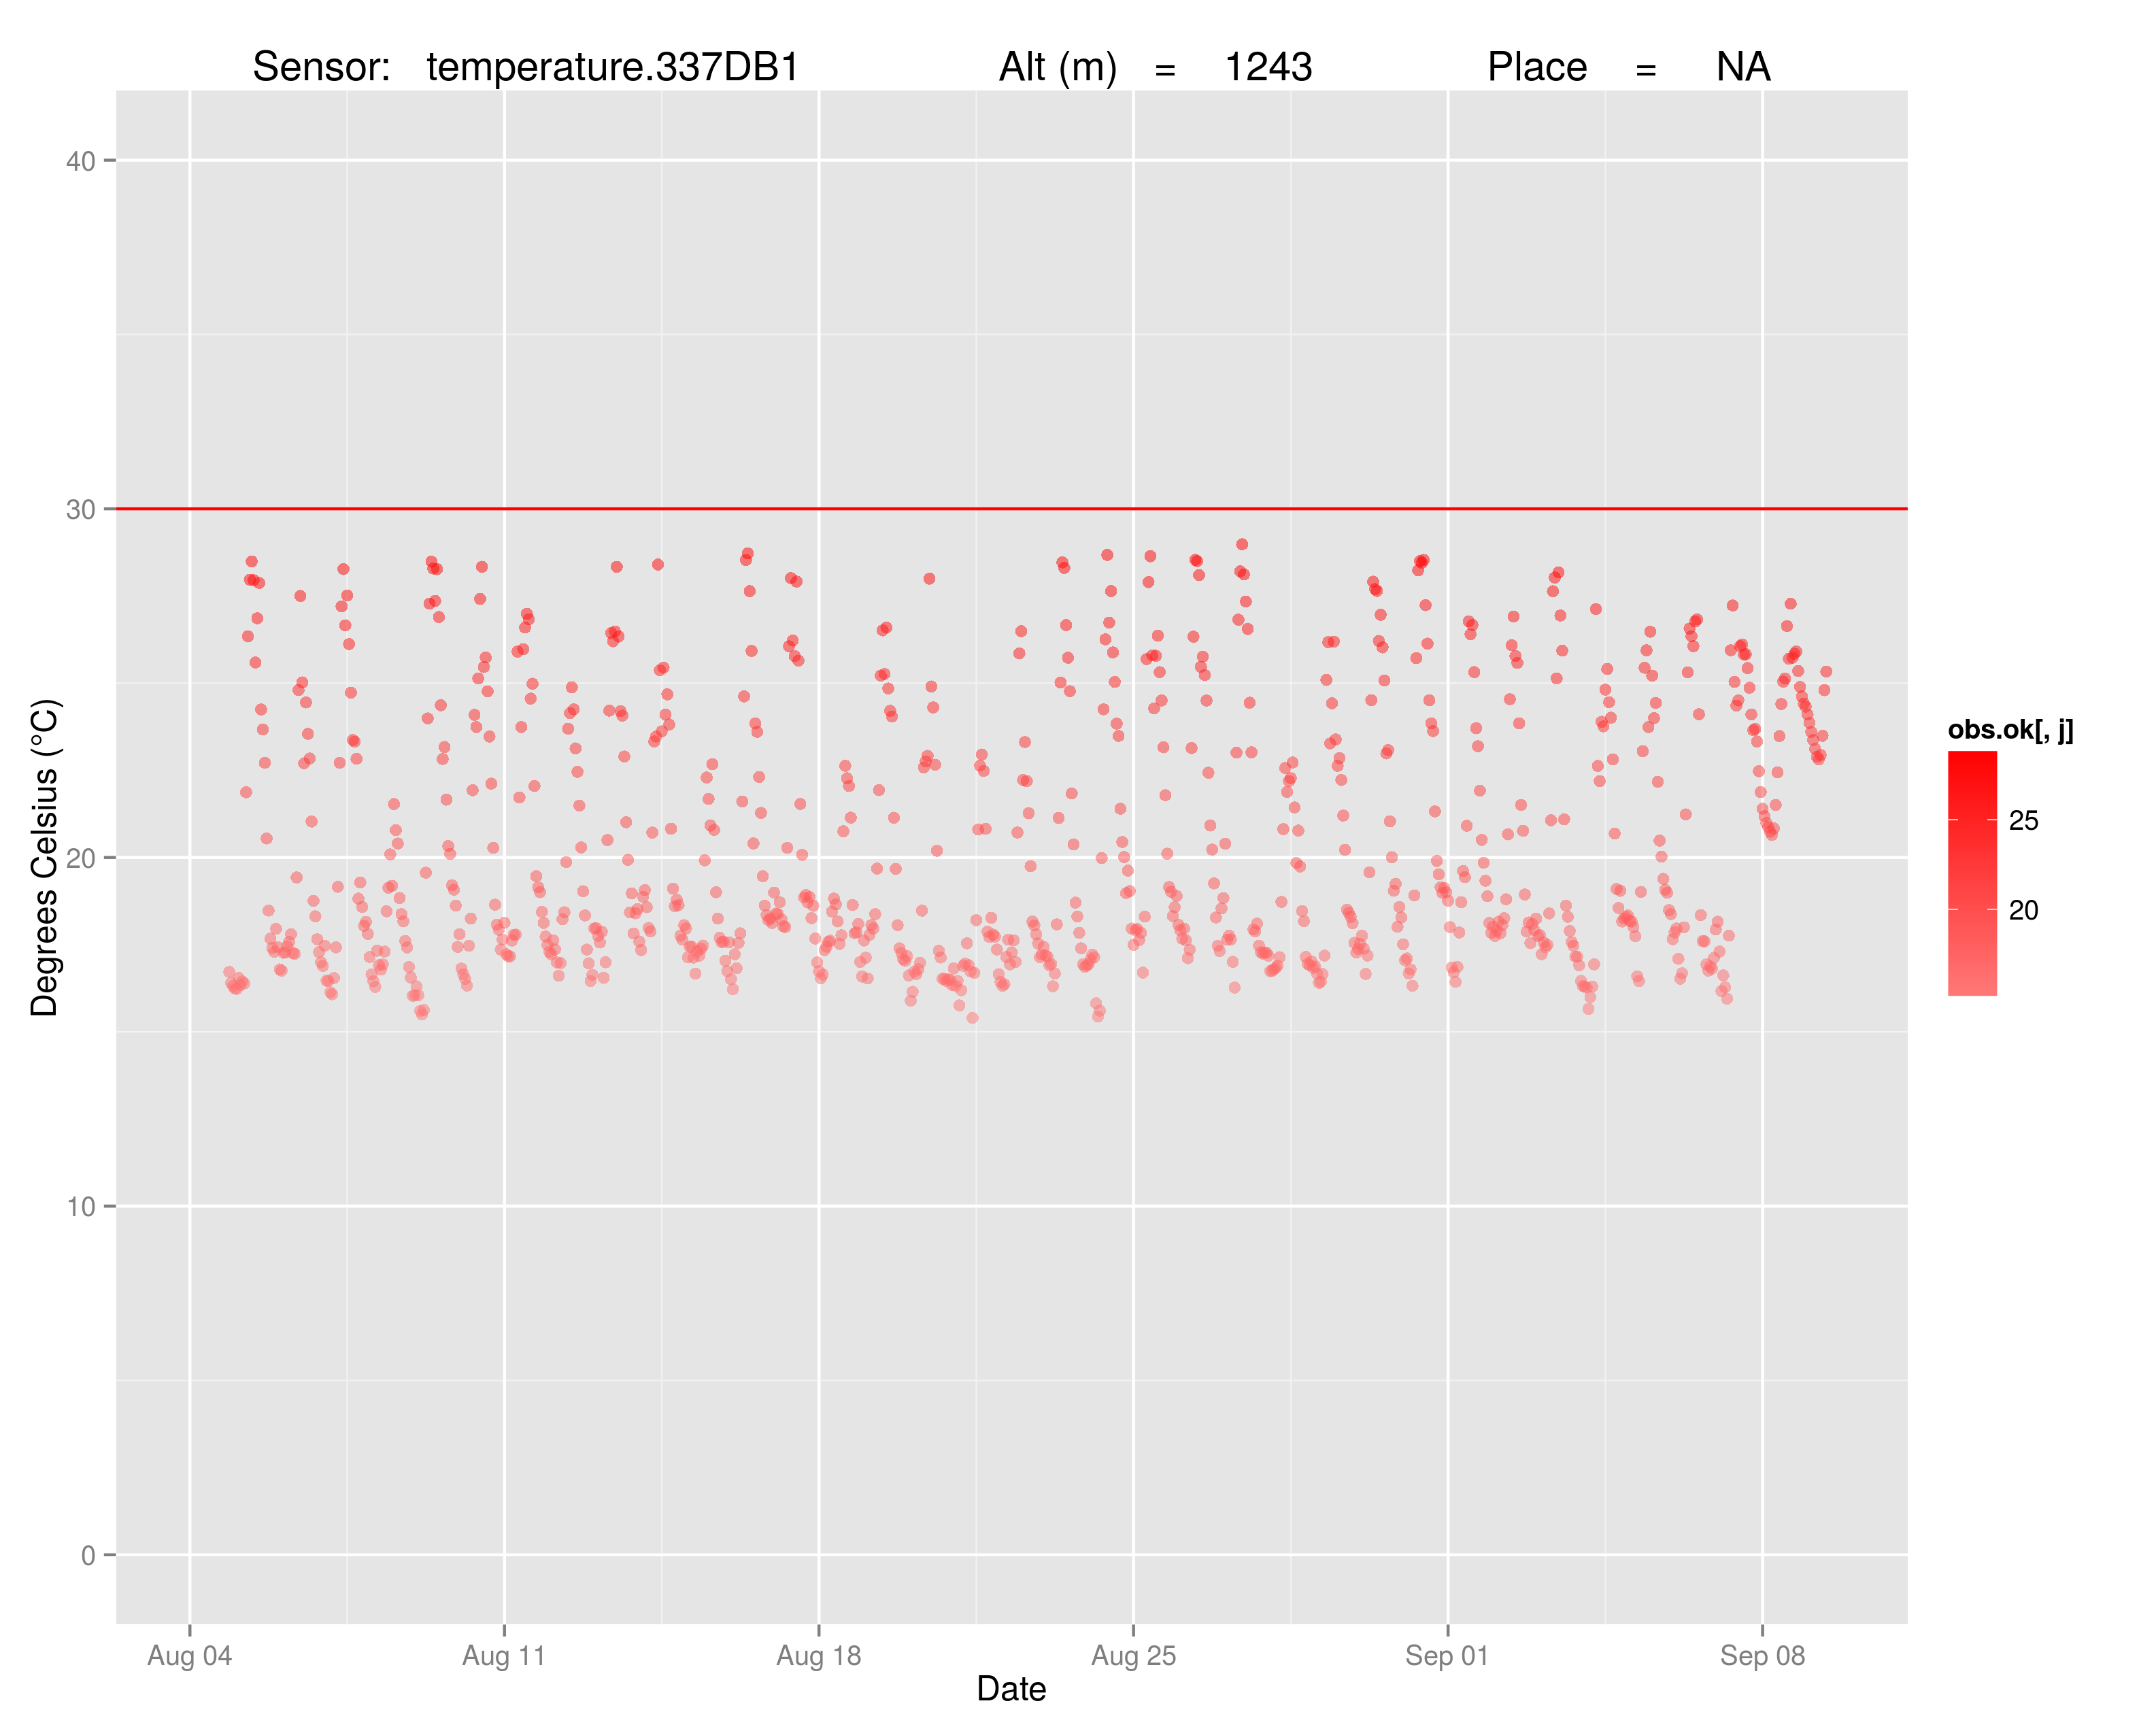 Sensor: temperature.337DB1 Alt (m) = 1243 Place = NA
40
30
20
10
0
Degrees Celsius (°C)
Aug 04 Aug 11 Aug 18 Aug 25 Sep 01 Sep 08
Date
obs.ok[, j]
25
20